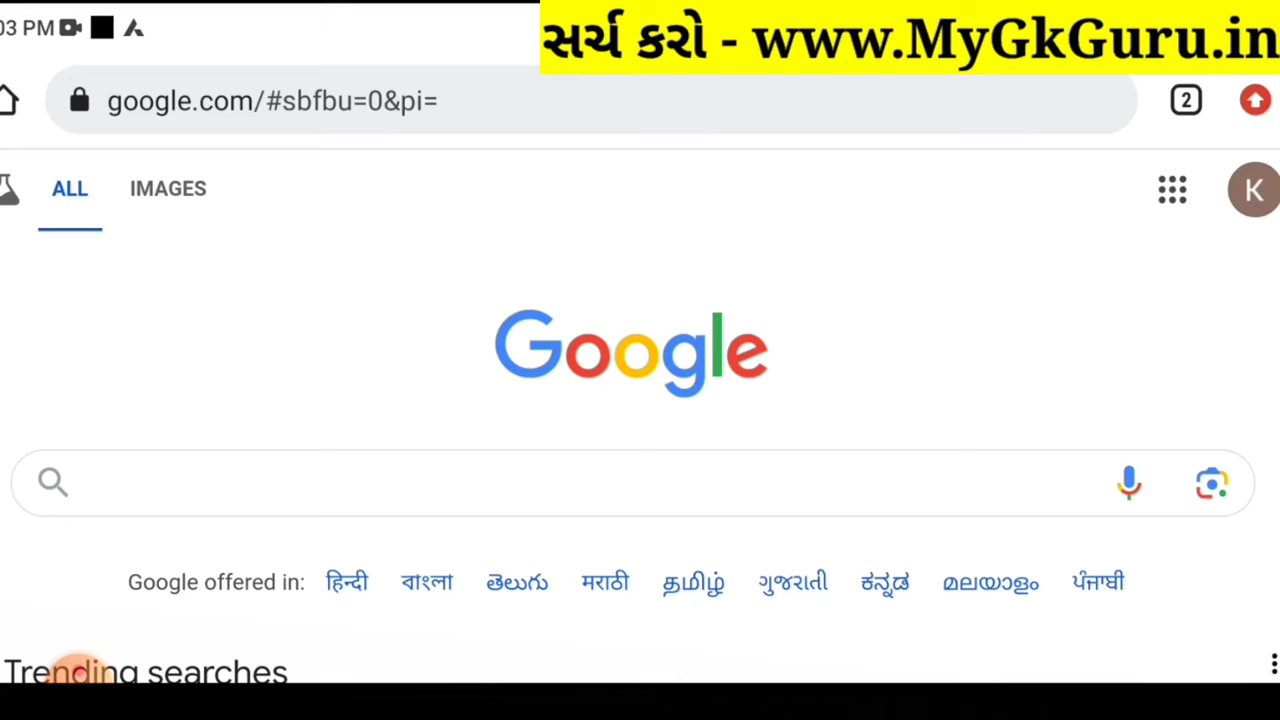 03 PM
સર્ચ કરો - www.MyGkGuru.in
google.com/#sbfbu=0&pi=
2
ALL IMAGES
K
Google
Google offered in: हिन्दी বাংলা తెలుగు मराठी தமிழ் ગુજરાતી ಕನ್ನಡ മലയാളം ਪੰਜਾਬੀ
Trending searches